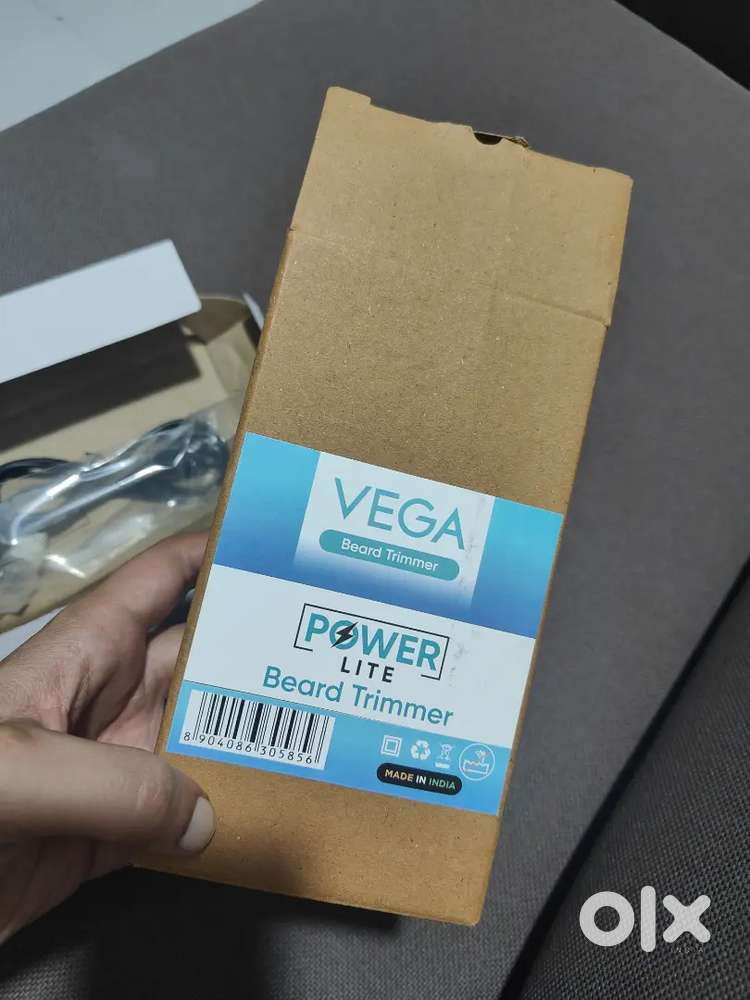 VEGA
Beard Trimmer
POWER
LITE
Beard Trimmer
8 904086 305856
MADE IN INDIA
olx